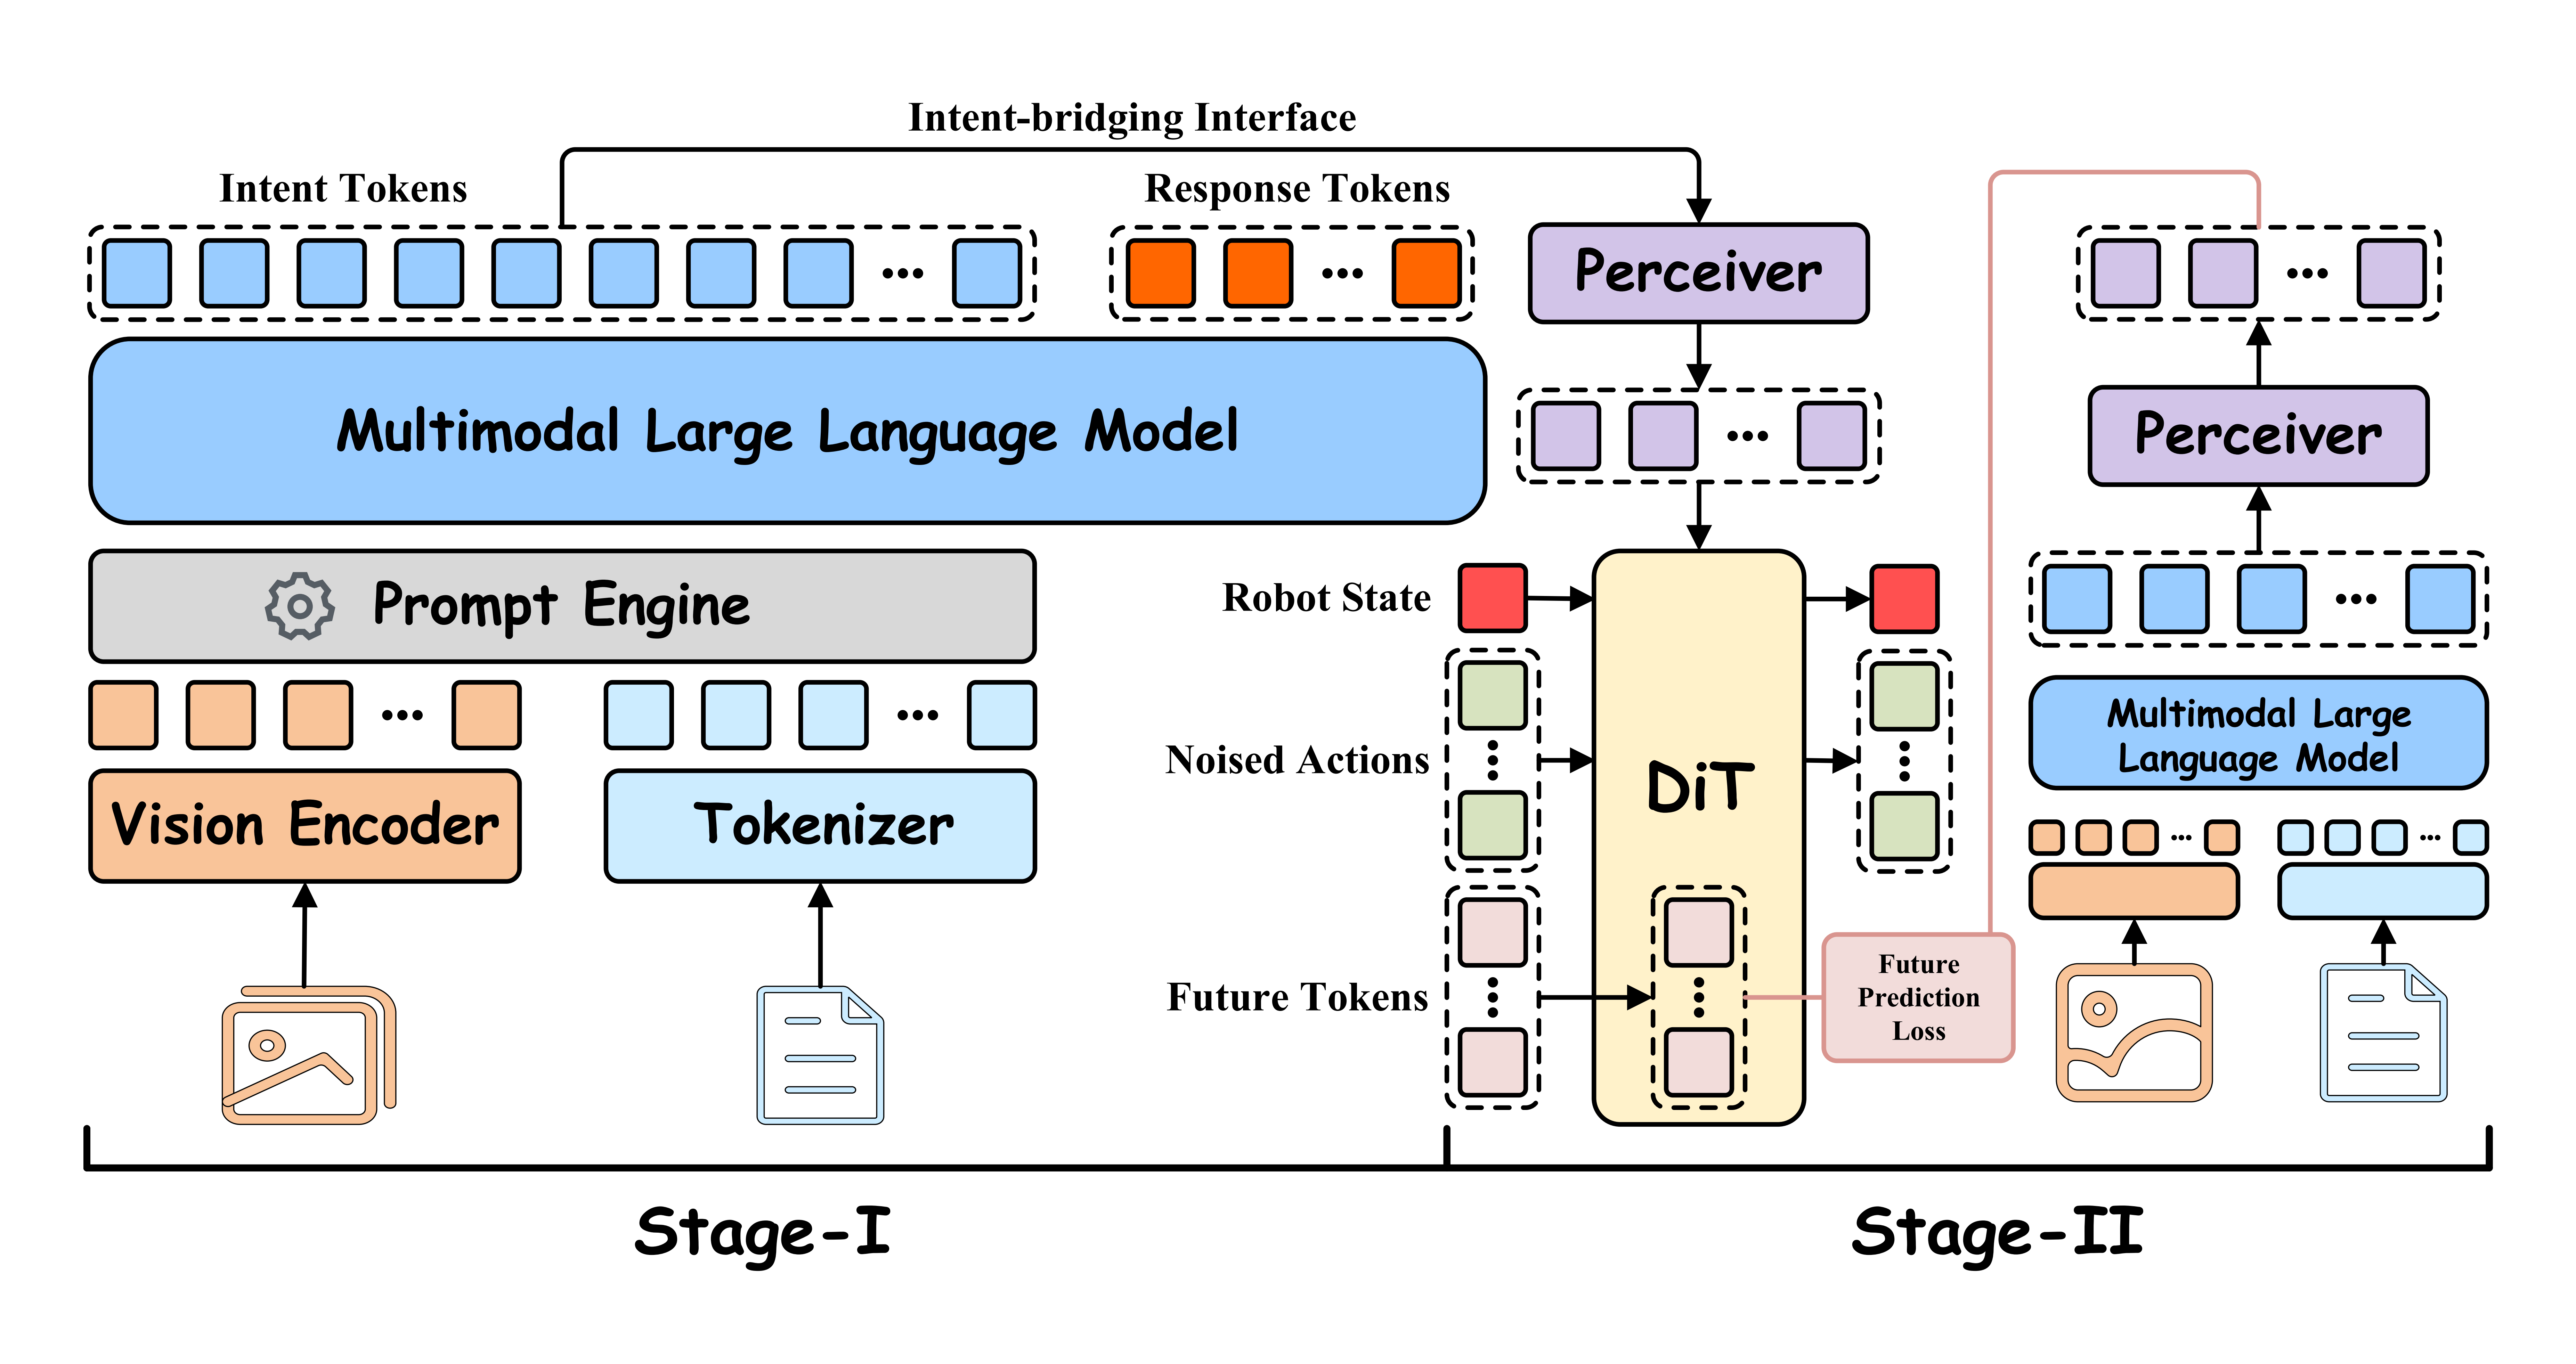 Intent-bridging Interface
Intent Tokens
Response Tokens
Perceiver
Multimodal Large Language Model
Perceiver
Prompt Engine
Robot State
Multimodal Large
Language Model
Noised Actions
DiT
Vision Encoder
Tokenizer
Future Tokens
Future
Prediction
Loss
Stage-I
Stage-II